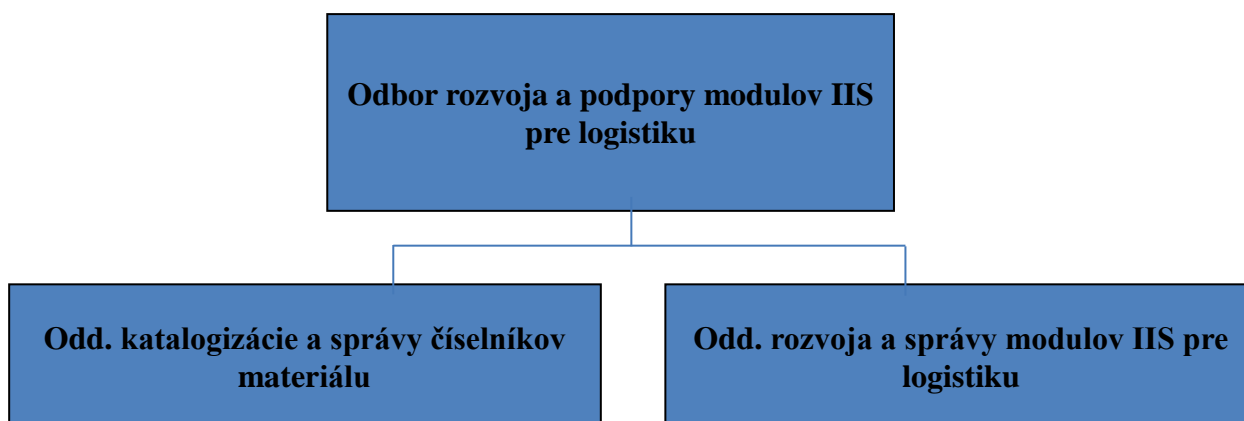 Odbor rozvoja a podpory modulov IIS
pre logistiku
Odd. katalogizácie a správy číselníkov
materiálu
Odd. rozvoja a správy modulov IIS pre
logistiku